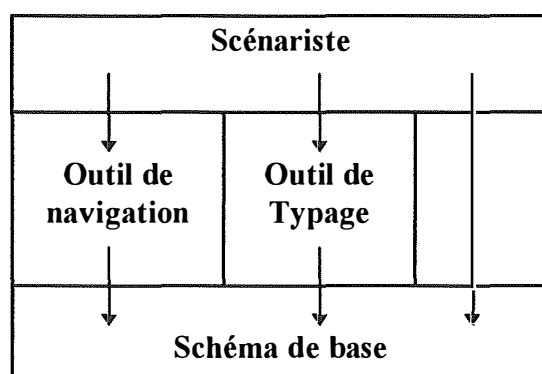 Scénariste
Outil de
navigation
Outil de
Typage
Schéma de base